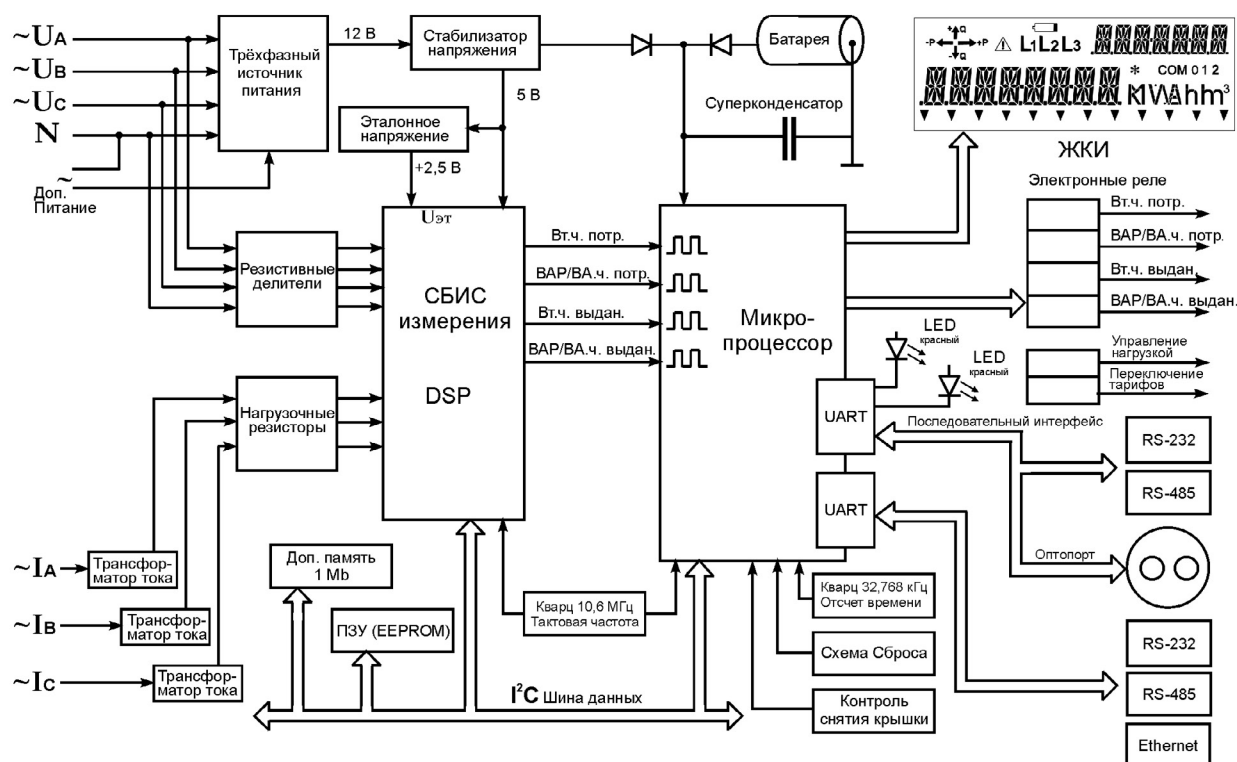 ~UA
~UB
~UC
N
~
Доп.
Питание
Трёхфазный
источник
питания
12 В
Стабилизатор
напряжения
5 В
Эталонное
напряжение
+2,5 В
Батарея
Суперконденсатор
+Q
-P
+P
-Q
L1L2L3
*
COM 0 1 2
KMWAhm³
ЖКИ
Uэт
СБИС
измерения
DSP
Резистивные
делители
Нагрузочные
резисторы
Вт.ч. потр.
ВАР/ВА.ч. потр.
Вт.ч. выдан.
ВАР/ВА.ч. выдан.
Микро-
процессор
UART
UART
LED
красный
LED
красный
Электронные реле
Вт.ч. потр.
ВАР/ВА.ч. потр.
Вт.ч. выдан.
ВАР/ВА.ч. выдан.
Управление
нагрузкой
Переключение
тарифов
Последовательный интерфейс
RS-232
RS-485
Оптопорт
RS-232
RS-485
Ethernet
~IA
Трансфор-
матор тока
~IB
Трансфор-
матор тока
~IC
Трансфор-
матор тока
Доп. память
1 Mb
ПЗУ (EEPROM)
Кварц 10,6 МГц
Тактовая частота
Кварц 32,768 кГц
Отсчет времени
Схема Сброса
Контроль
снятия крышки
I²C Шина данных